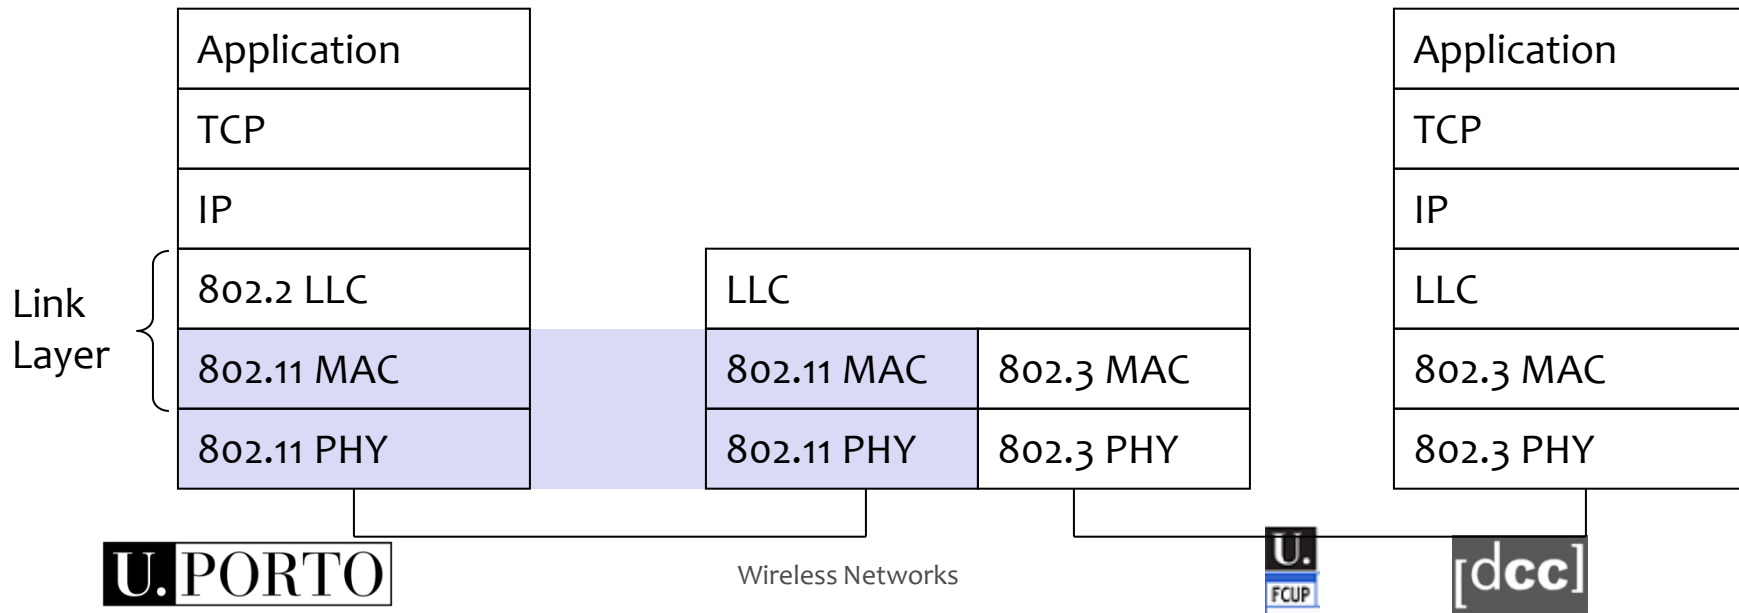 Application
TCP
IP
802.2 LLC
802.11 MAC
802.11 PHY
Link
Layer
LLC
802.11 MAC
802.3 MAC
802.11 PHY
802.3 PHY
Application
TCP
IP
LLC
802.3 MAC
802.3 PHY
U.PORTO
Wireless Networks
U.
FCUP
[dcc]